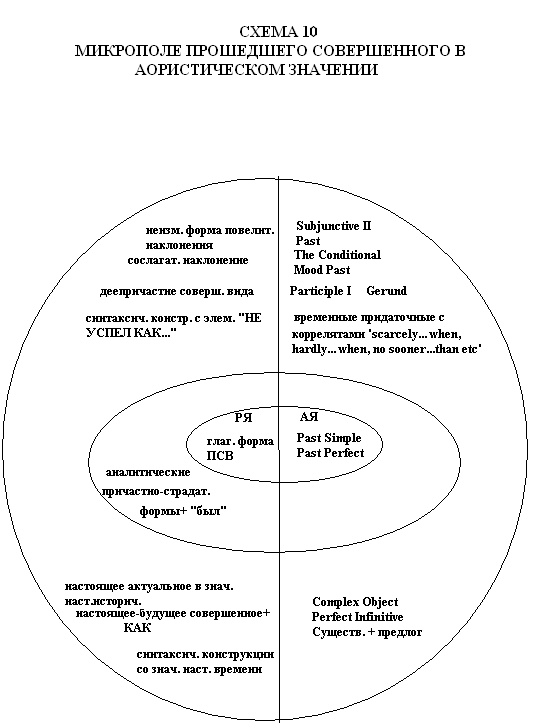 СХЕМА 10
МИКРОПОЛЕ ПРОШЕДШЕГО СОВЕРШЕННОГО В
АОРИСТИЧЕСКОМ ЗНАЧЕНИИ
неизм. форма повелит.
наклонения
сослагат. наклонение
деепричастие соверш. вида
синтаксич. констр. с элем. "НЕ
УСПЕЛ КАК..."
Subjunctive II
Past
The Conditional
Mood Past
Participle I Gerund
временные придаточные с
коррелятами 'scarcely... when,
hardly... when, no sooner...than etc'
РЯ
глаг. форма
ПСВ
АЯ
Past Simple
Past Perfect
аналитические
причастно-страдат.
формы+ "был"
настоящее актуальное в знач.
наст.историч.
настоящее-будущее совершенное+
КАК
синтаксич. конструкции
со знач. наст. времени
Complex Object
Perfect Infinitive
Существ. + предлог